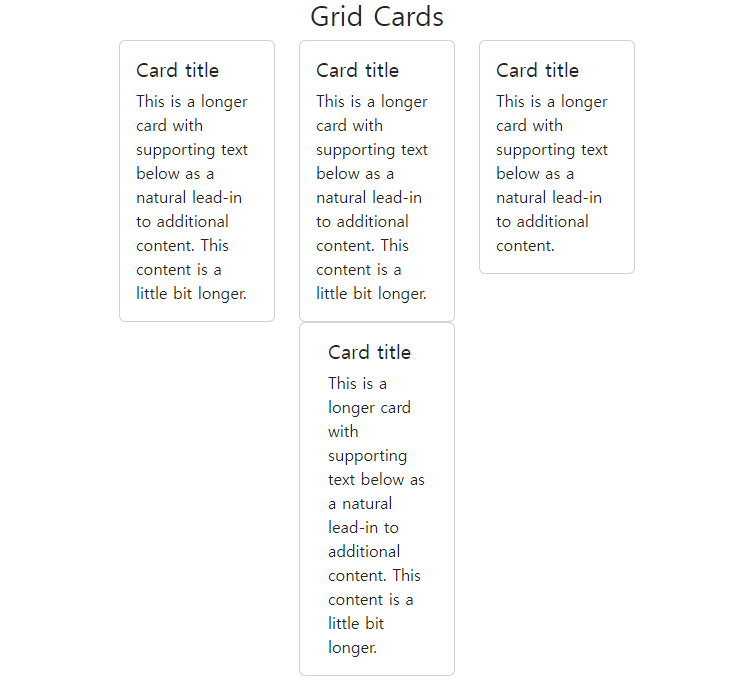 Grid Cards
Card title
This is a longer
card with
supporting text
below as a
natural lead-in
to additional
content. This
content is a
little bit longer.
Card title
This is a longer
card with
supporting text
below as a
natural lead-in
to additional
content. This
content is a
little bit longer.
Card title
This is a longer
card with
supporting text
below as a
natural lead-in
to additional
content.
Card title
This is a
longer card
with
supporting
text below as
a natural
lead-in to
additional
content. This
content is a
little bit
longer.